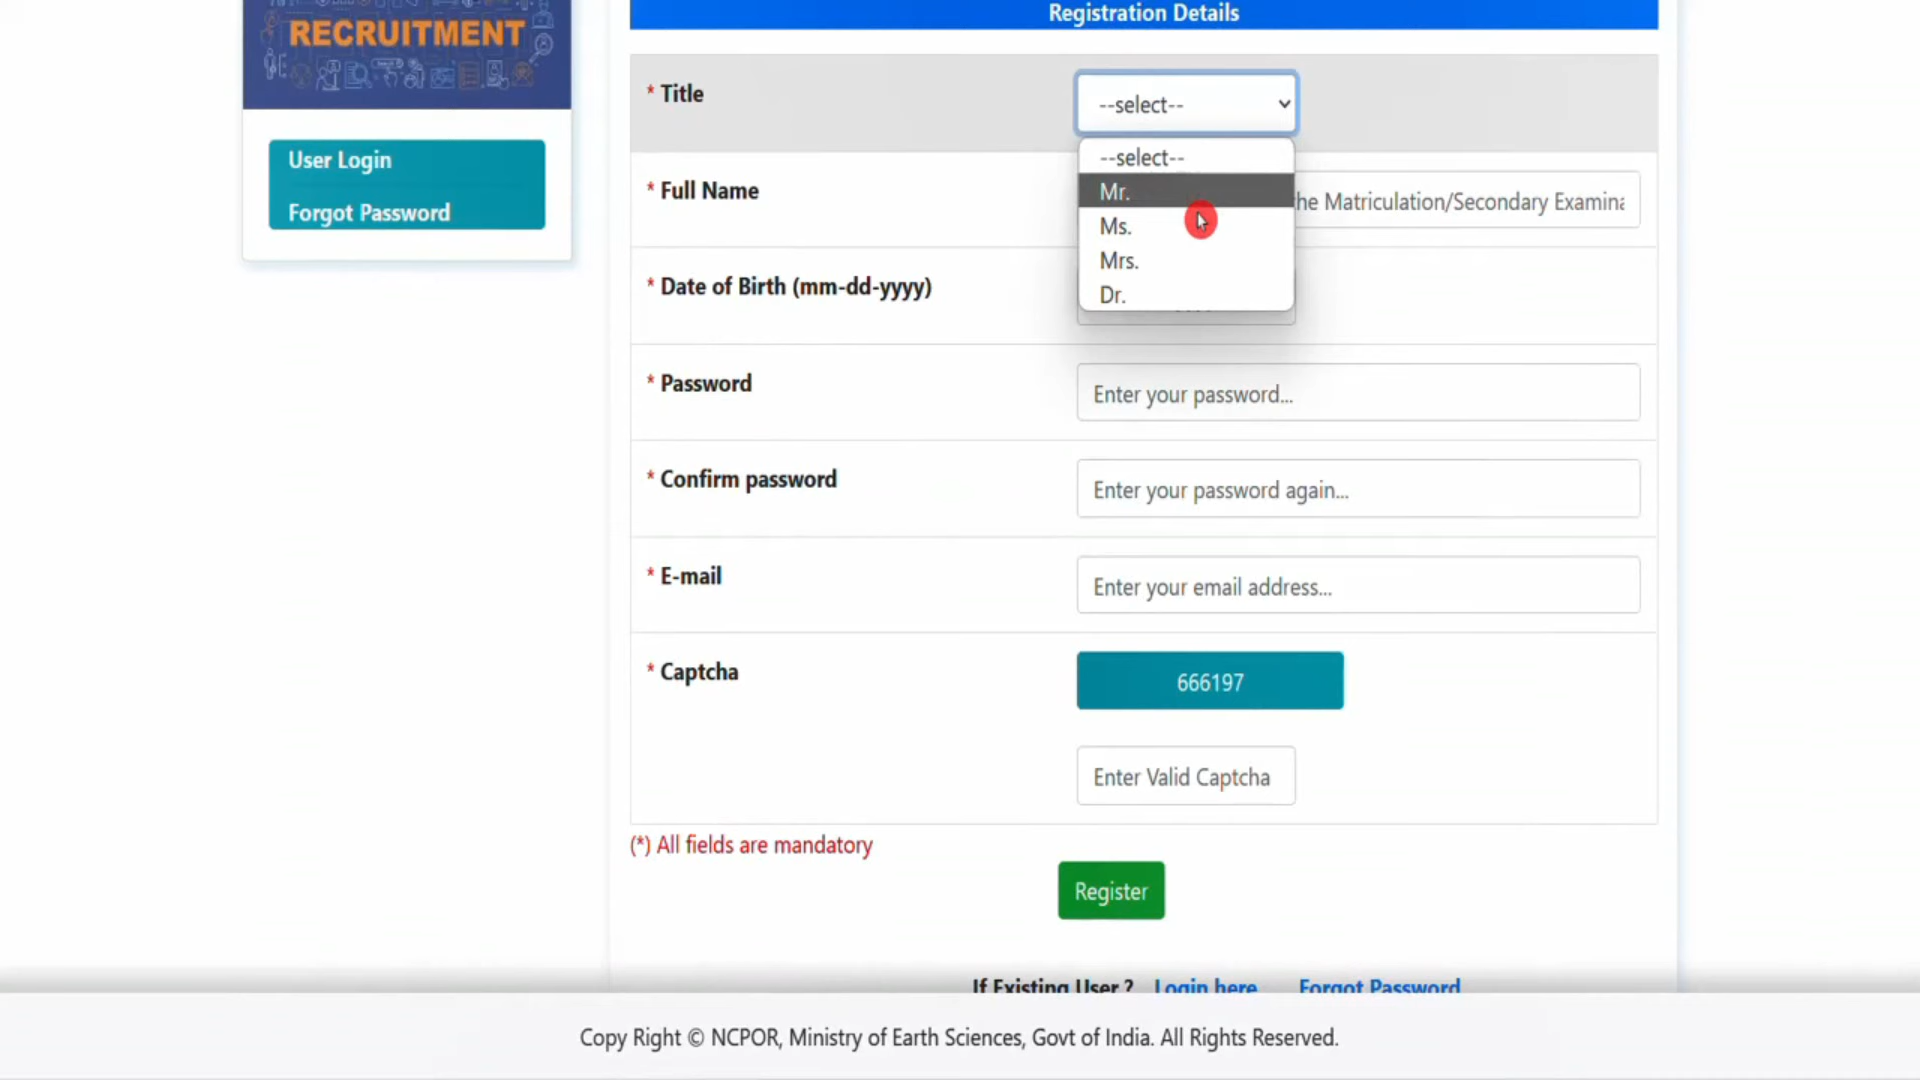 RECRUITMENT
User Login
Forgot Password
Registration Details
* Title
--select--
--select--
Mr.
Ms.
Mrs.
Dr.
* Full Name
he Matriculation/Secondary Examina
* Date of Birth (mm-dd-yyyy)
* Password
Enter your password...
* Confirm password
Enter your password again...
* E-mail
Enter your email address...
* Captcha
666197
Enter Valid Captcha
(*) All fields are mandatory
Register
If Existing User ? Login here Forgot Password
Copy Right © NCPOR, Ministry of Earth Sciences, Govt of India. All Rights Reserved.